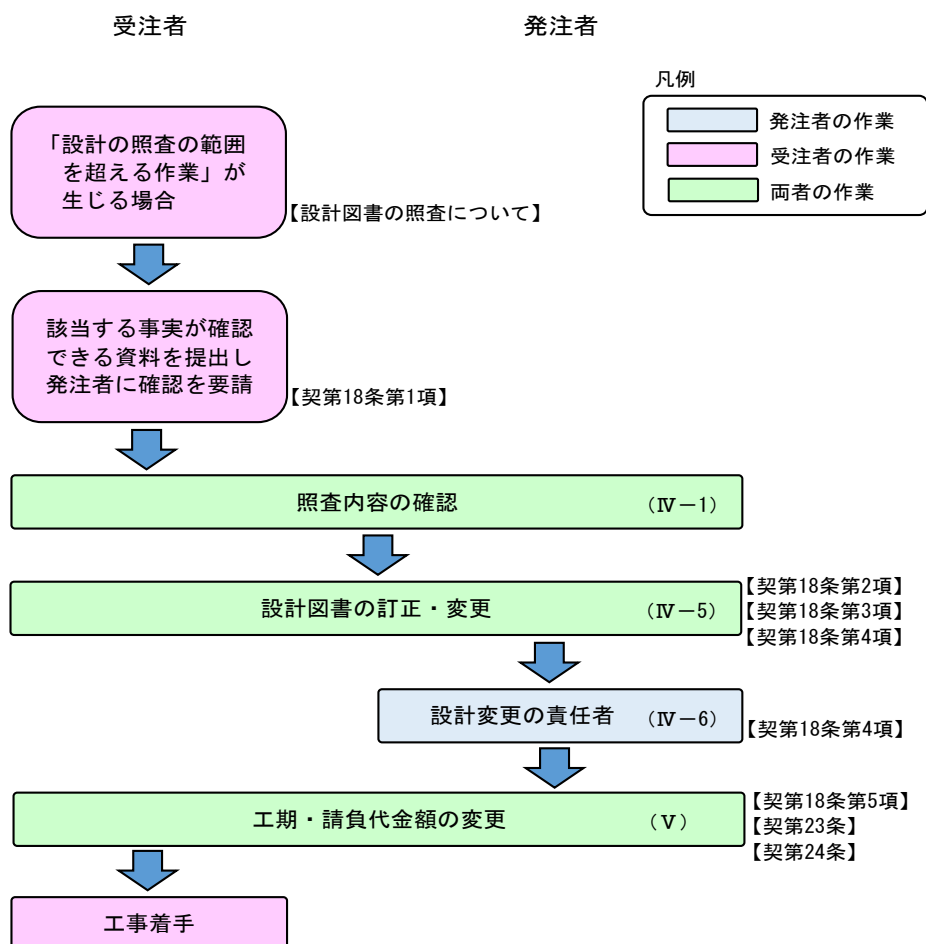 受注者
発注者
凡例
発注者の作業
受注者の作業
両者の作業
「設計の照査の範囲
を超える作業」が
生じる場合
【設計図書の照査について】
該当する事実が確認
できる資料を提出し
発注者に確認を要請
【契第18条第1項】
照査内容の確認 (Ⅳ－1)
設計図書の訂正・変更 (Ⅳ－5)
【契第18条第2項】
【契第18条第3項】
【契第18条第4項】
設計変更の責任者 (Ⅳ－6)
【契第18条第4項】
工期・請負代金額の変更 (Ⅴ)
【契第18条第5項】
【契第23条】
【契第24条】
工事着手